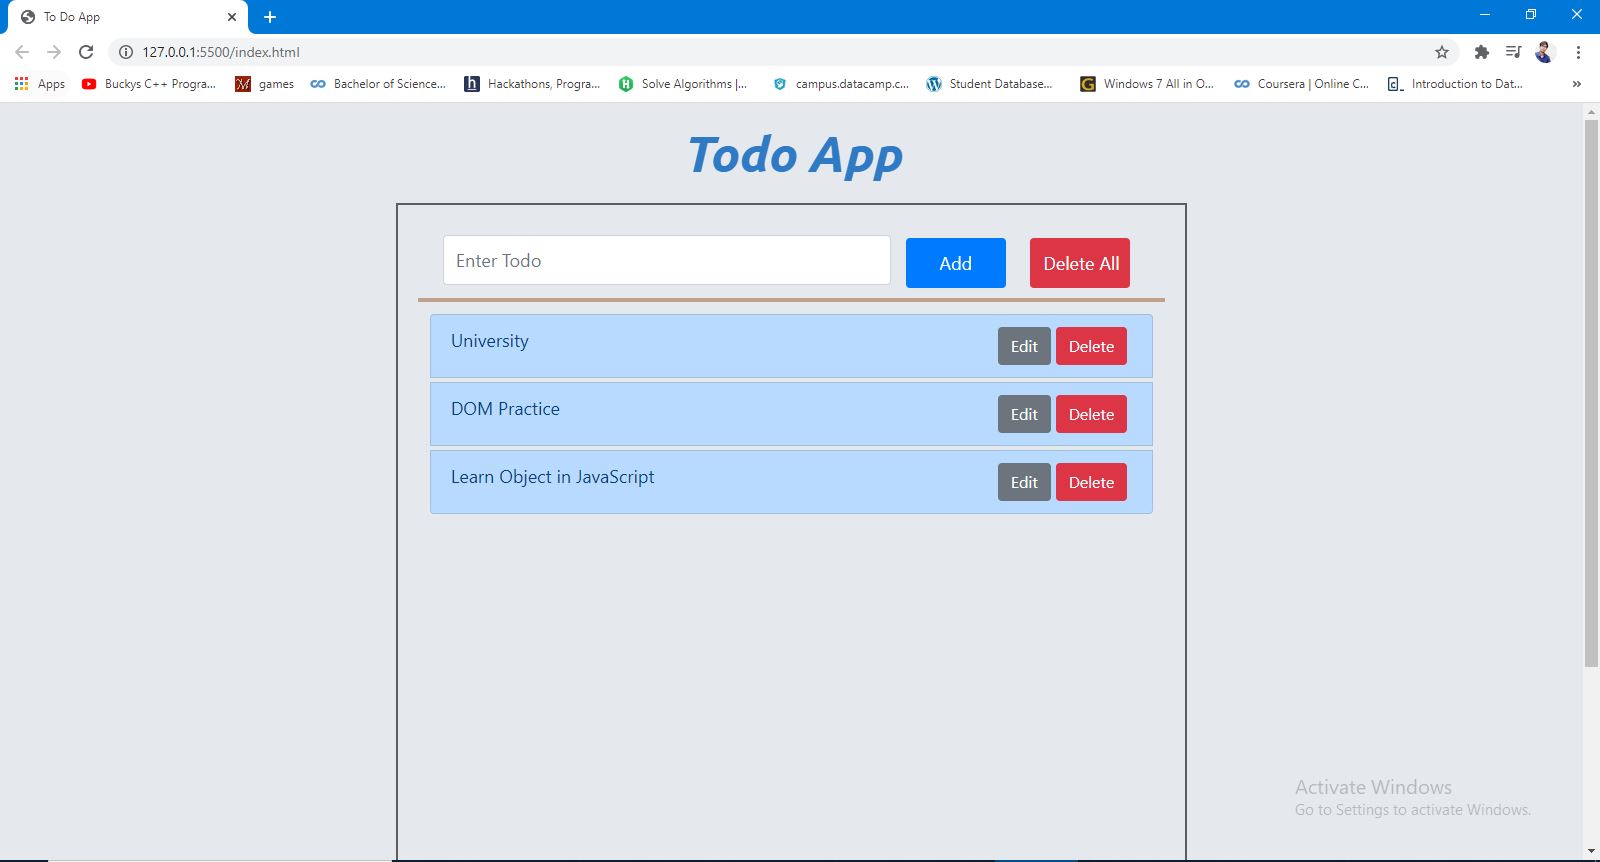 To Do App
127.0.0.1:5500/index.html
Apps Buckys C++ Progra... games Bachelor of Science... Hackathons, Progra... Solve Algorithms |... campus.datacamp.c... Student Database... Windows 7 All in O... Coursera | Online C... Introduction to Dat... »
Todo App
Enter Todo Add Delete All
University Edit Delete
DOM Practice Edit Delete
Learn Object in JavaScript Edit Delete
Activate Windows
Go to Settings to activate Windows.